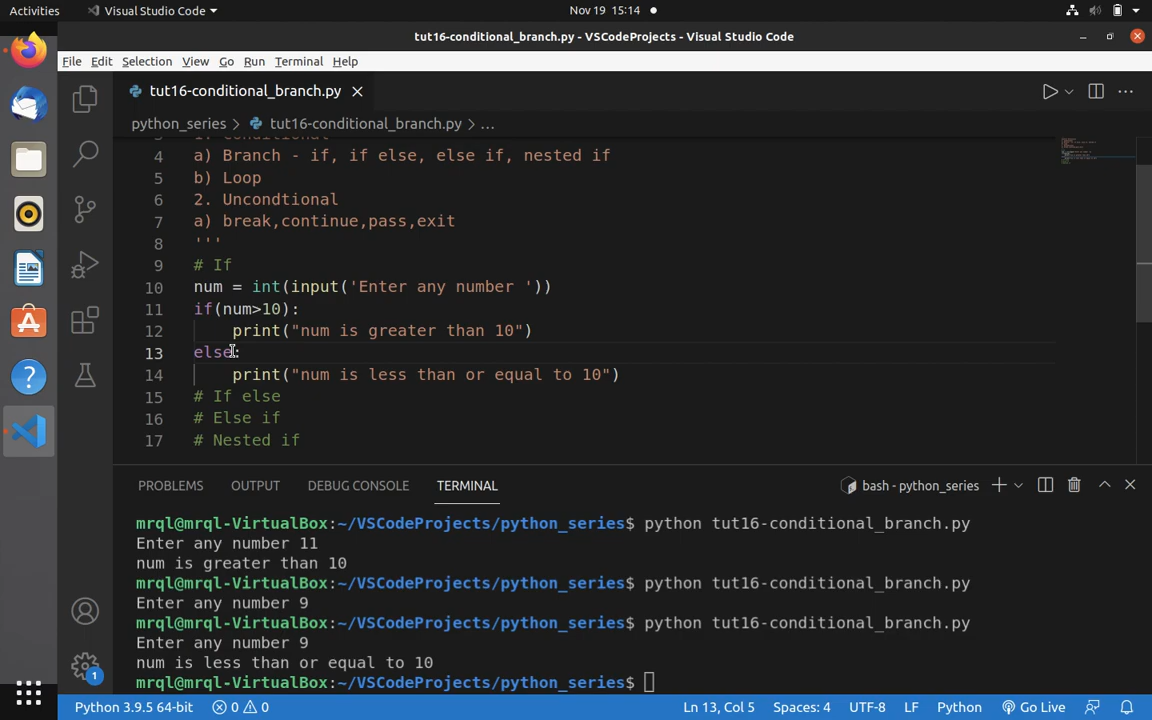 Activities Visual Studio Code Nov 19 15:14
tut16-conditional_branch.py - VSCodeProjects - Visual Studio Code
File Edit Selection View Go Run Terminal Help
tut16-conditional_branch.py
python_series > tut16-conditional_branch.py > ...
4 a) Branch - if, if else, else if, nested if
5 b) Loop
6 2. Uncondtional
7 a) break,continue,pass,exit
8 '''
9 # If
10 num = int(input('Enter any number '))
11 if(num>10):
12 print("num is greater than 10")
13 else:
14 print("num is less than or equal to 10")
15 # If else
16 # Else if
17 # Nested if
PROBLEMS OUTPUT DEBUG CONSOLE TERMINAL bash - python_series
mrql@mrql-VirtualBox:~/VSCodeProjects/python_series$ python tut16-conditional_branch.py
Enter any number 11
num is greater than 10
mrql@mrql-VirtualBox:~/VSCodeProjects/python_series$ python tut16-conditional_branch.py
Enter any number 9
mrql@mrql-VirtualBox:~/VSCodeProjects/python_series$ python tut16-conditional_branch.py
Enter any number 9
num is less than or equal to 10
mrql@mrql-VirtualBox:~/VSCodeProjects/python_series$
1
Python 3.9.5 64-bit 0 0 Ln 13, Col 5 Spaces: 4 UTF-8 LF Python Go Live